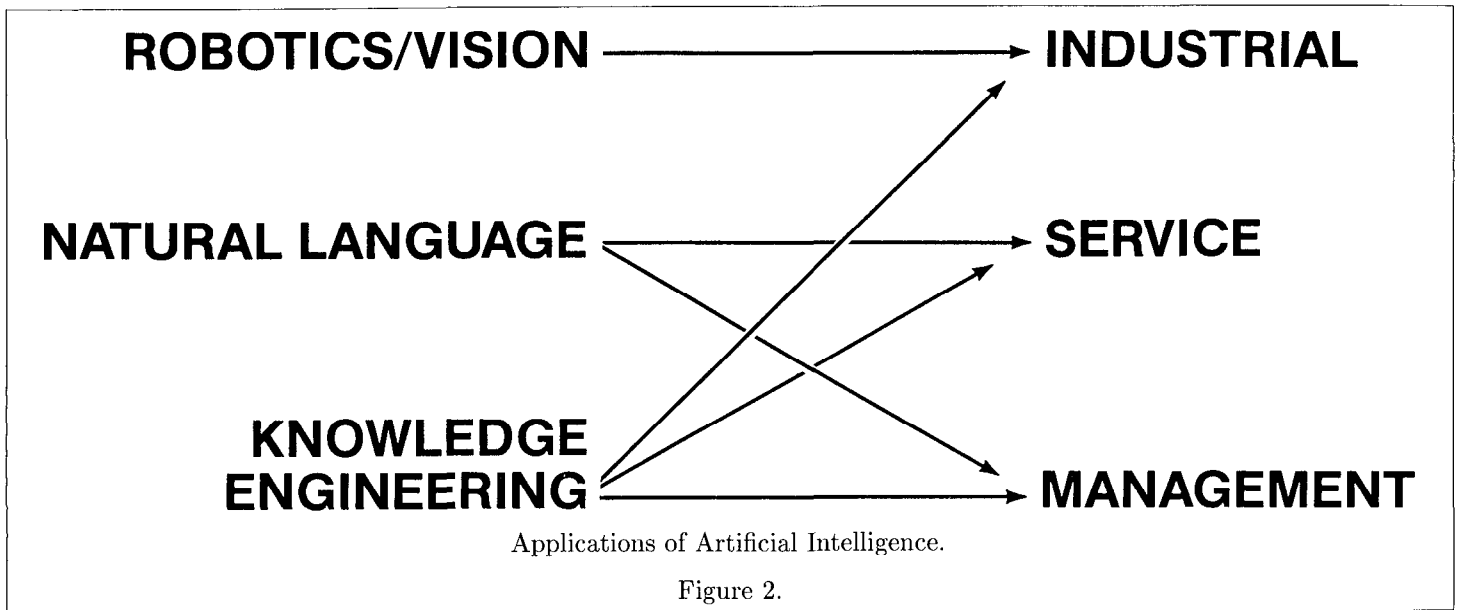 ROBOTICS/VISION
INDUSTRIAL
NATURAL LANGUAGE
SERVICE
KNOWLEDGE
ENGINEERING
MANAGEMENT
Applications of Artificial Intelligence.
Figure 2.